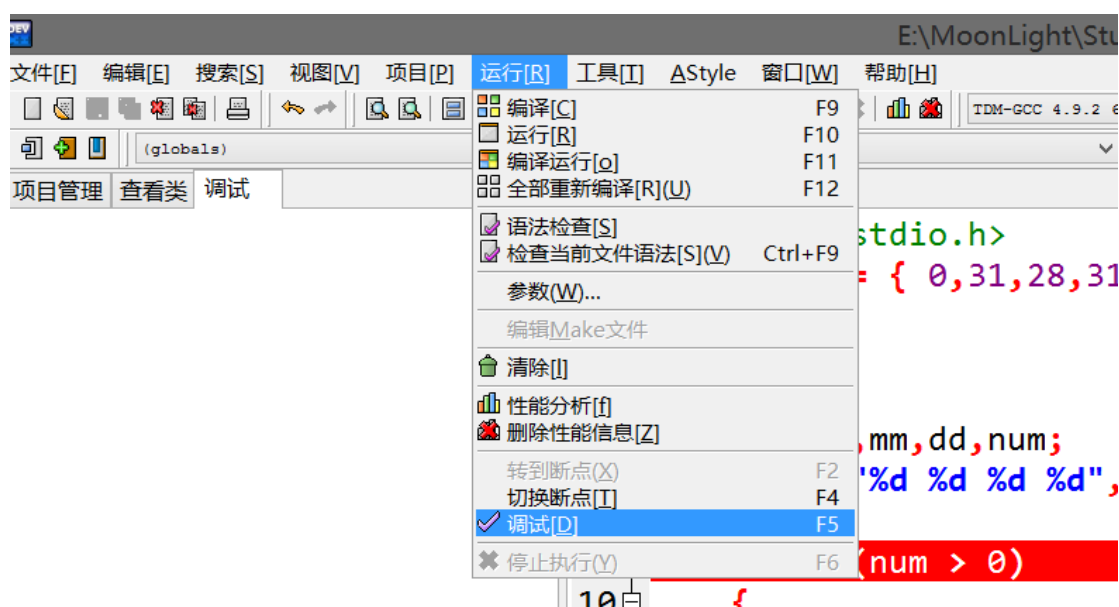 DEV
E:\MoonLight\Stu
文件[F] 编辑[E] 搜索[S] 视图[V] 项目[P] 运行[R] 工具[T] AStyle 窗口[W] 帮助[H]
TDM-GCC 4.9.2 6
(globals)
项目管理 查看类 调试
编译[C] F9
运行[R] F10
编译运行[o] F11
全部重新编译[R](U) F12
语法检查[S]
检查当前文件语法[S](V) Ctrl+F9
参数(W)...
编辑Make文件
清除[l]
性能分析[f]
删除性能信息[Z]
转到断点(X) F2
切换断点[T] F4
调试[D] F5
停止执行(Y) F6
stdio.h>
= { 0,31,28,31
,mm,dd,num;
"%d %d %d %d",
(num > 0)
10 {